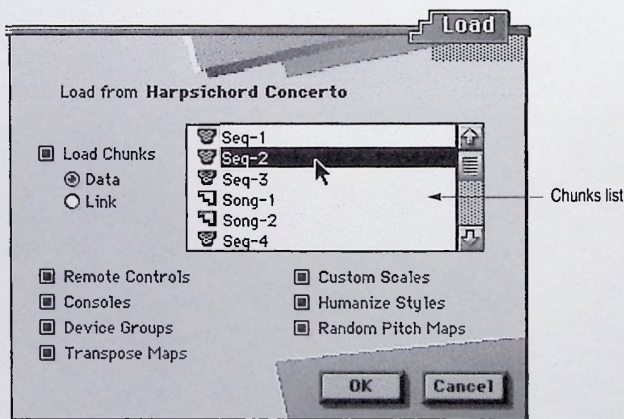 Load
Load from Harpsichord Concerto
Load Chunks
Data
Link
Seq-1
Seq-2
Seq-3
Song-1
Song-2
Seq-4
Chunks list
Remote Controls
Consoles
Device Groups
Transpose Maps
Custom Scales
Humanize Styles
Random Pitch Maps
OK
Cancel